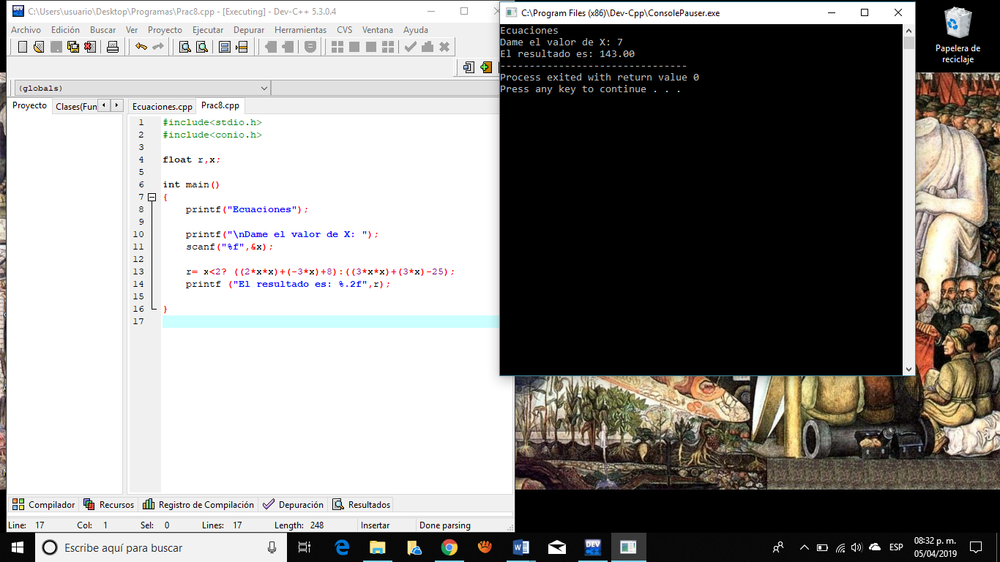 C:\Users\usuario\Desktop\Programas\Prac8.cpp - [Executing] - Dev-C++ 5.3.0.4
Archivo Edición Buscar Ver Proyecto Ejecutar Depurar Herramientas CVS Ventana Ayuda
(globals)
Proyecto Clases(Fun
Ecuaciones.cpp Prac8.cpp
1 #include<stdio.h>
2 #include<conio.h>
3
4 float r,x;
5
6 int main()
7 {
8 printf("Ecuaciones");
9
10 printf("\nDame el valor de X: ");
11 scanf("%f",&x);
12
13 r= x<2? ((2*x*x)+(-3*x)+8):((3*x*x)+(3*x)-25);
14 printf ("El resultado es: %.2f",r);
15
16 }
17
Compilador Recursos Registro de Compilación Depuración Resultados
Line: 17 Col: 1 Sel: 0 Lines: 17 Length: 248 Insertar Done parsing
C:\Program Files (x86)\Dev-Cpp\ConsolePauser.exe
Ecuaciones
Dame el valor de X: 7
El resultado es: 143.00
--------------------------------
Process exited with return value 0
Press any key to continue . . .
Papelera de
reciclaje
Escribe aquí para buscar
DEV
ESP
08:32 p. m.
05/04/2019